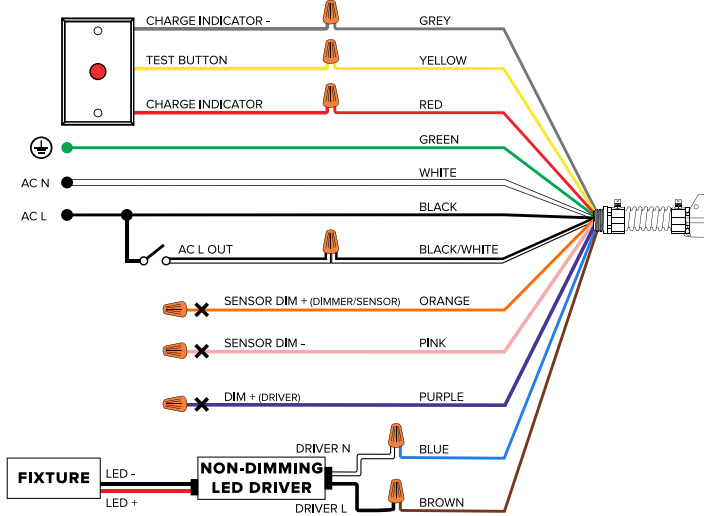 CHARGE INDICATOR - GREY
TEST BUTTON YELLOW
CHARGE INDICATOR RED
GREEN
AC N WHITE
AC L BLACK
AC L OUT BLACK/WHITE
SENSOR DIM + (DIMMER/SENSOR) ORANGE
SENSOR DIM - PINK
DIM + (DRIVER) PURPLE
DRIVER N BLUE
FIXTURE LED - NON-DIMMING
LED DRIVER
LED + DRIVER L BROWN